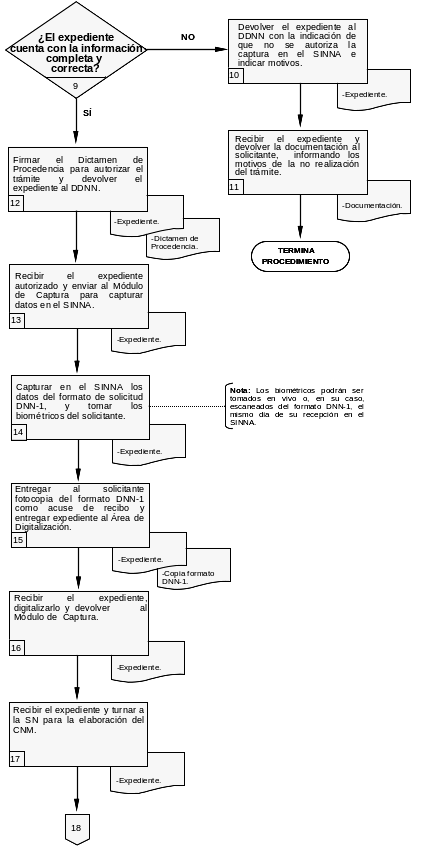 ¿El expediente
cuenta con la información
completa y
correcta?
9
NO
SÍ
Devolver el expediente al
DDNN con la indicación de
que no se autoriza la
captura en el SINNA e
indicar motivos.
10
-Expediente.
Recibir el expediente y
devolver la documentación al
solicitante, informando los
motivos de la no realización
del trámite.
11
-Documentación.
TERMINA
PROCEDIMIENTO
Firmar el Dictamen de
Procedencia para autorizar el
trámite y devolver el
expediente al DDNN.
12
-Expediente.
-Dictamen de
Procedencia.
Recibir el expediente
autorizado y enviar al Módulo
de Captura para capturar
datos en el SINNA.
13
-Expediente.
Capturar en el SINNA los
datos del formato de solicitud
DNN-1, y tomar los
biométricos del solicitante.
14
-Expediente.
Nota: Los biométricos podrán ser
tomados en vivo o, en su caso,
escaneados del formato DNN-1, el
mismo día de su recepción en el
SINNA.
Entregar al solicitante
fotocopia del formato DNN-1
como acuse de recibo y
entregar expediente al Área de
Digitalización.
15
-Expediente.
-Copia formato
DNN-1.
Recibir el expediente,
digitalizarlo y devolver al
Módulo de Captura.
16
-Expediente.
Recibir el expediente y turnar a
la SN para la elaboración del
CNM.
17
-Expediente.
18